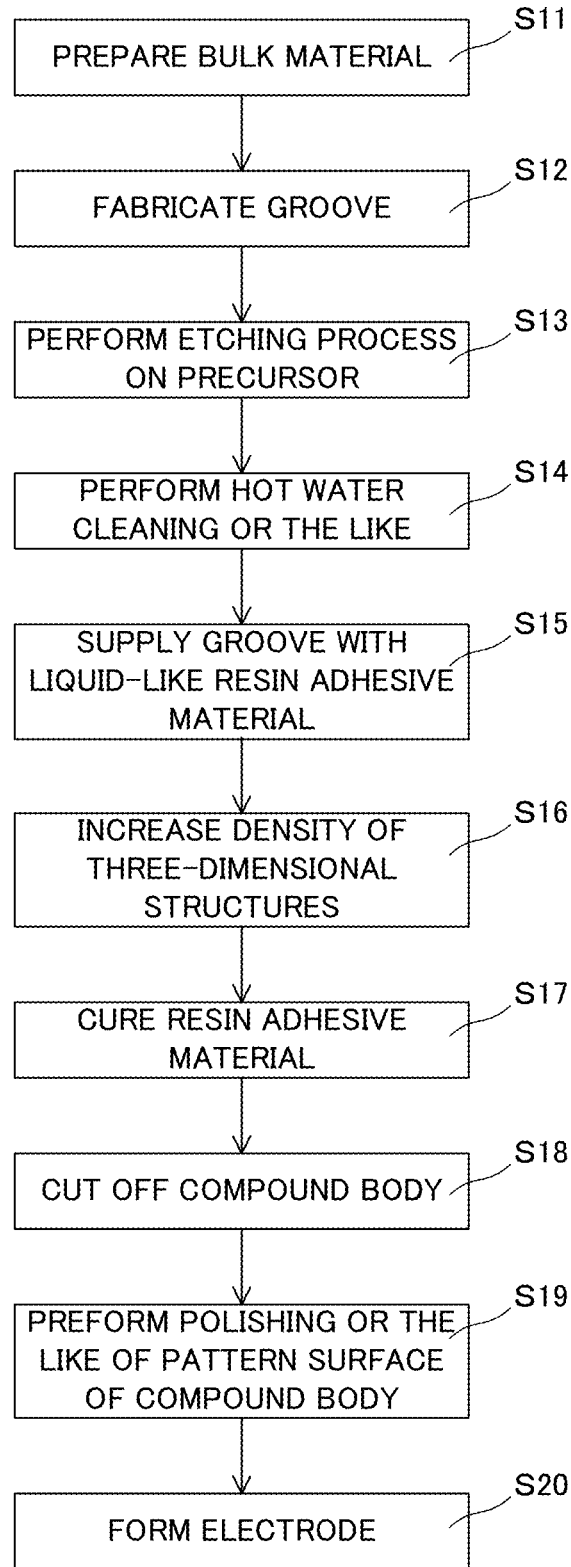 S11
PREPARE BULK MATERIAL
S12
FABRICATE GROOVE
S13
PERFORM ETCHING PROCESS
ON PRECURSOR
S14
PERFORM HOT WATER
CLEANING OR THE LIKE
S15
SUPPLY GROOVE WITH
LIQUID-LIKE RESIN ADHESIVE
MATERIAL
S16
INCREASE DENSITY OF
THREE-DIMENSIONAL
STRUCTURES
S17
CURE RESIN ADHESIVE
MATERIAL
S18
CUT OFF COMPOUND BODY
S19
PREFORM POLISHING OR THE
LIKE OF PATTERN SURFACE
OF COMPOUND BODY
S20
FORM ELECTRODE